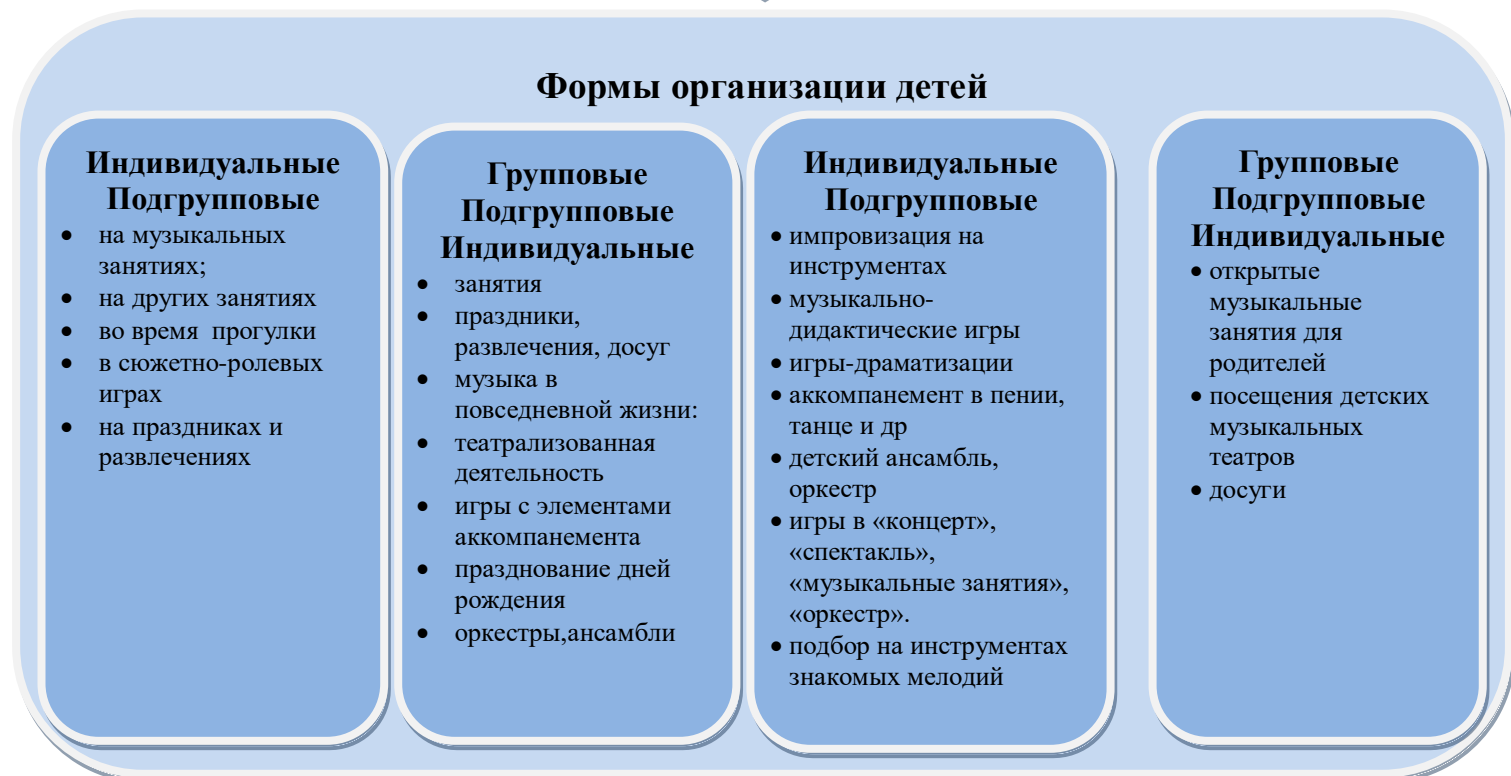 Формы организации детей
Индивидуальные
Подгрупповые
• на музыкальных
занятиях;
• на других занятиях
• во время прогулки
• в сюжетно-ролевых
играх
• на праздниках и
развлечениях
Групповые
Подгрупповые
Индивидуальные
• занятия
• праздники,
развлечения, досуг
• музыка в
повседневной жизни:
• театрализованная
деятельность
• игры с элементами
аккомпанемента
• празднование дней
рождения
• оркестры,ансамбли
Индивидуальные
Подгрупповые
• импровизация на
инструментах
• музыкально-
дидактические игры
• игры-драматизации
• аккомпанемент в пении,
танце и др
• детский ансамбль,
оркестр
• игры в «концерт»,
«спектакль»,
«музыкальные занятия»,
«оркестр».
• подбор на инструментах
знакомых мелодий
Групповые
Подгрупповые
Индивидуальные
• открытые
музыкальные
занятия для
родителей
• посещения детских
музыкальных
театров
• досуги